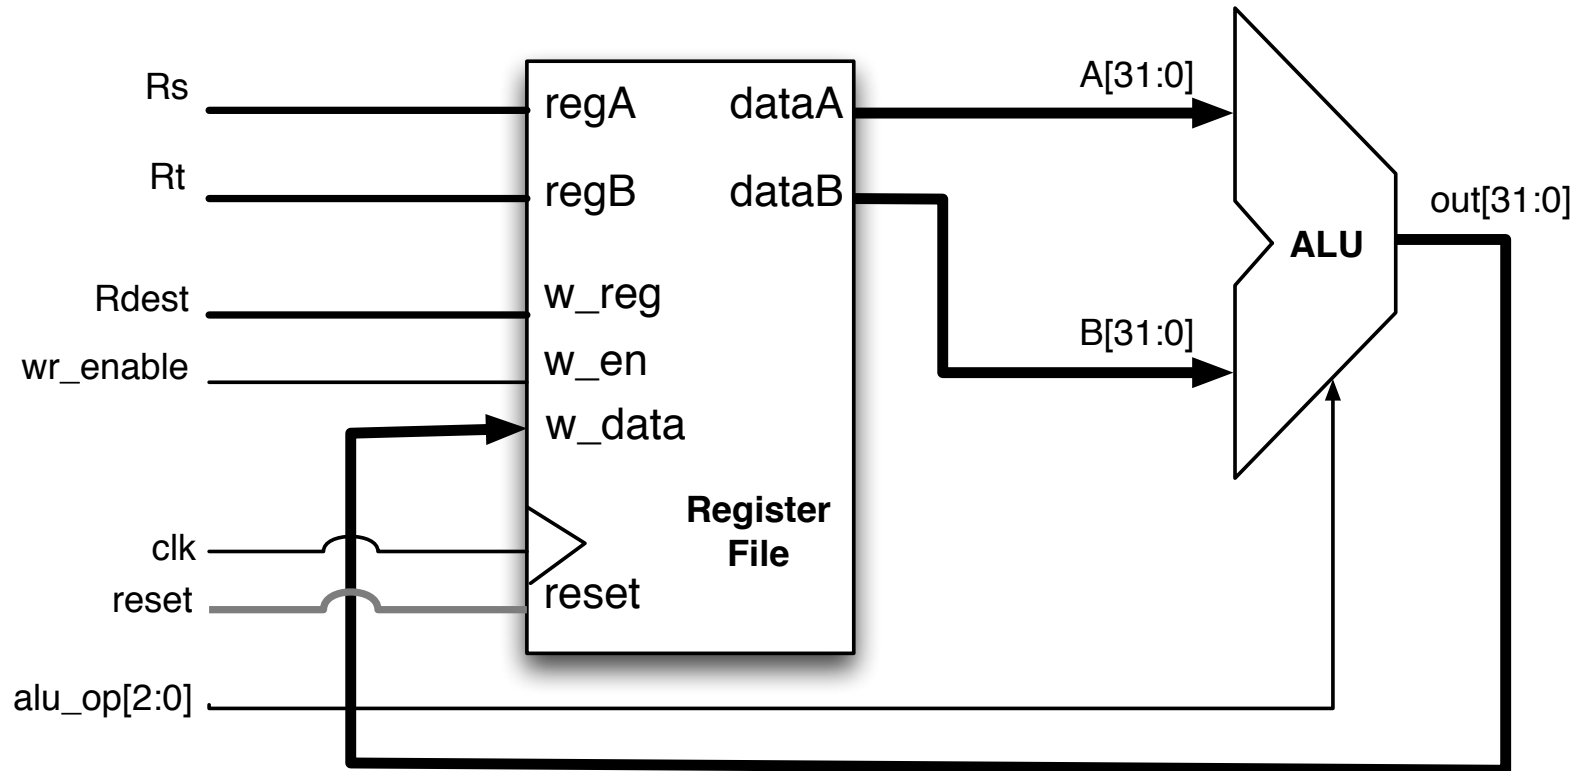 Rs
Rt
Rdest
wr_enable
clk
reset
alu_op[2:0]
regA
dataA
regB
dataB
w_reg
w_en
w_data
Register
File
reset
A[31:0]
B[31:0]
ALU
out[31:0]